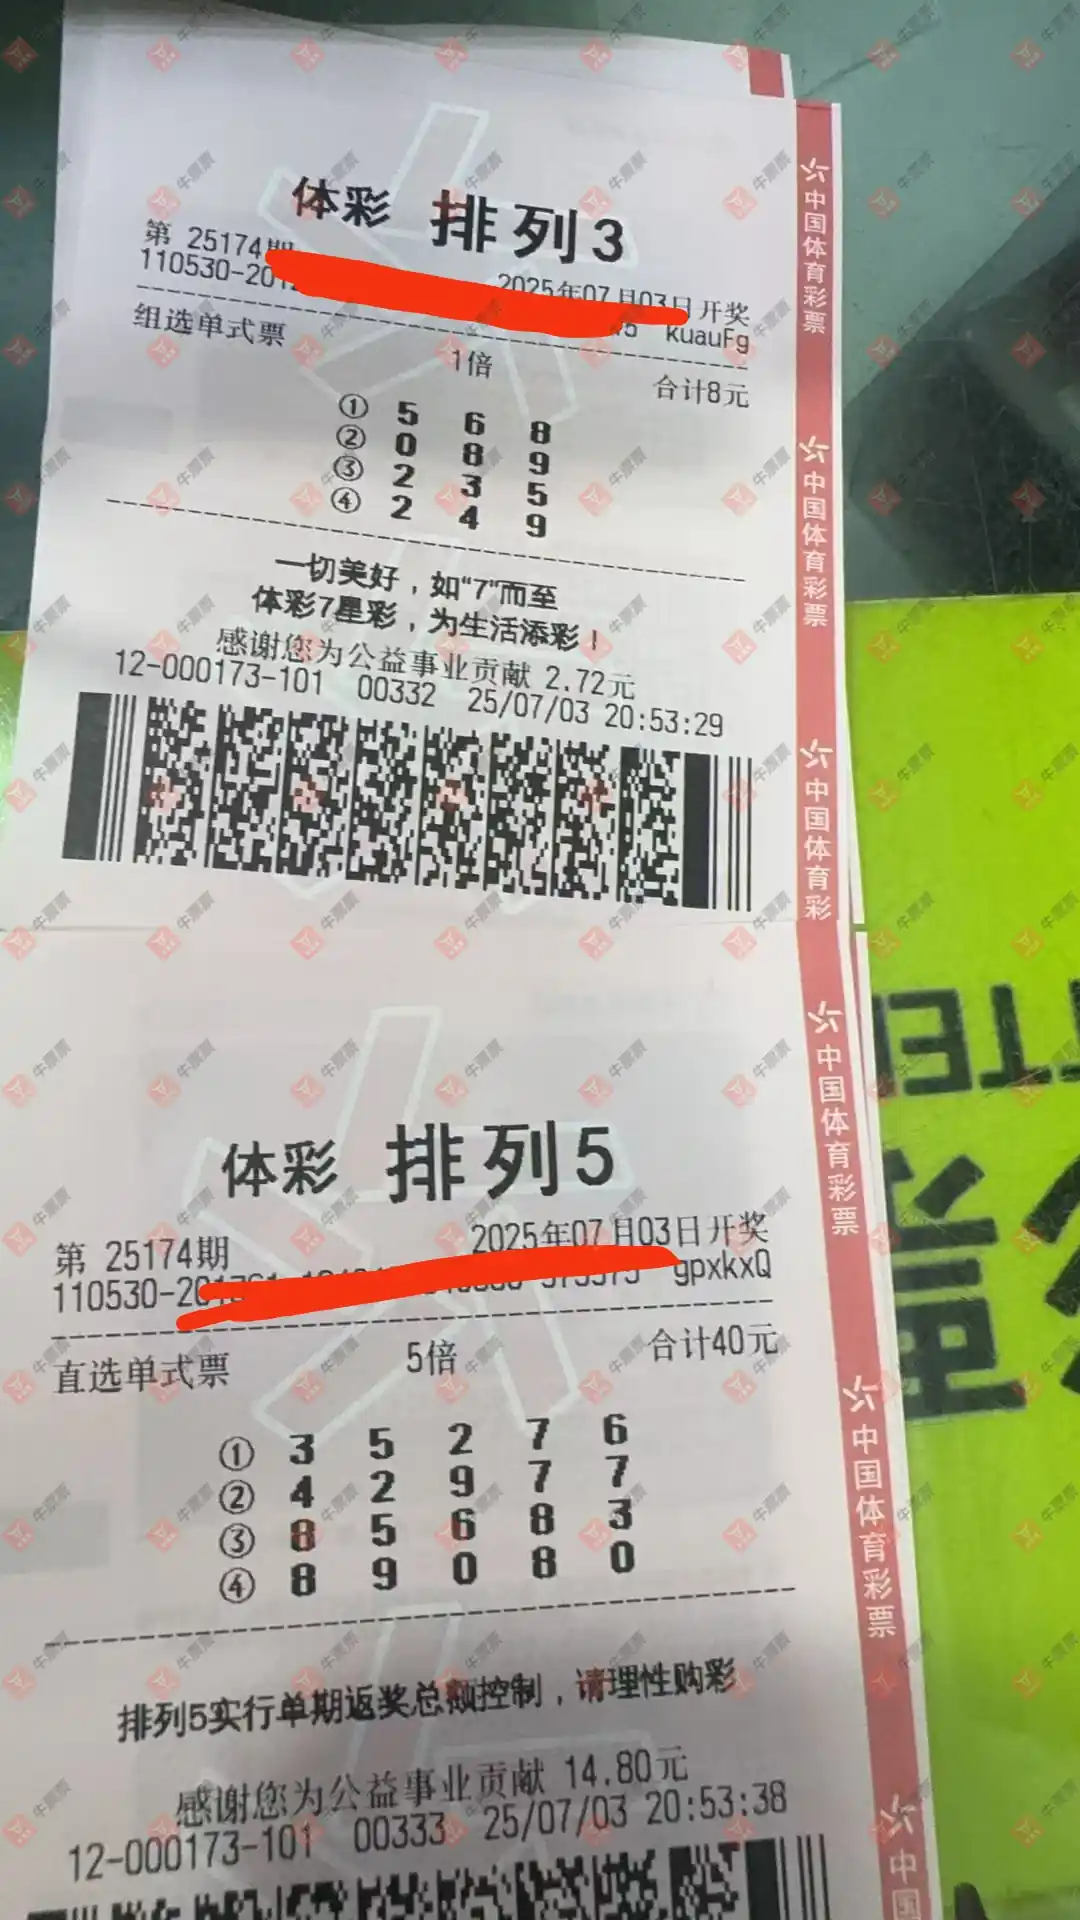 体彩 排列3
第 25174期
2025年07月03日开奖
110530-201
45 kuauFg
组选单式票 1倍 合计8元
① 5 6 8
② 0 8 9
③ 2 3 5
④ 2 4 9
一切美好，如“7”而至
体彩7星彩，为生活添彩！
感谢您为公益事业贡献 2.72元
12-000173-101 00332 25/07/03 20:53:29
中国体育彩票
中国体育彩票
中国体育彩
体彩 排列5
第 25174期 2025年07月03日开奖
110530-201 gpxkxQ
直选单式票 5倍 合计40元
① 3 5 2 7 6
② 4 2 9 7 7
③ 8 5 6 8 3
④ 8 9 0 8 0
排列5实行单期返奖总额控制，请理性购彩
感谢您为公益事业贡献 14.80元
12-000173-101 00333 25/07/03 20:53:38
中国体育彩票
中国体育彩票
中国
牛票票